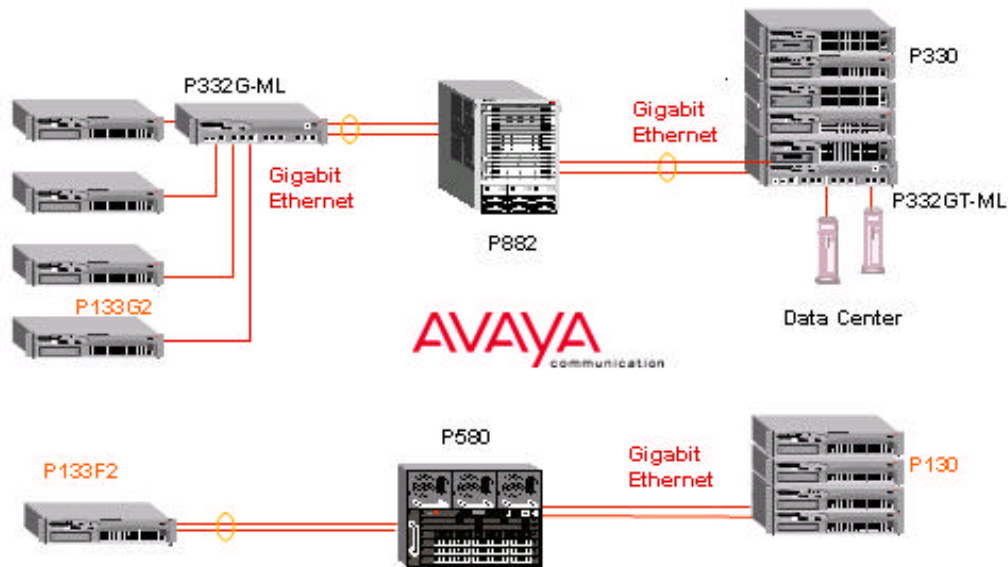 P332G-ML
P330
Gigabit
Ethernet
Gigabit
Ethernet
P332GT-ML
P882
P133G2
Data Center
AVAYA
communication
P580
P133F2
Gigabit
Ethernet
P130